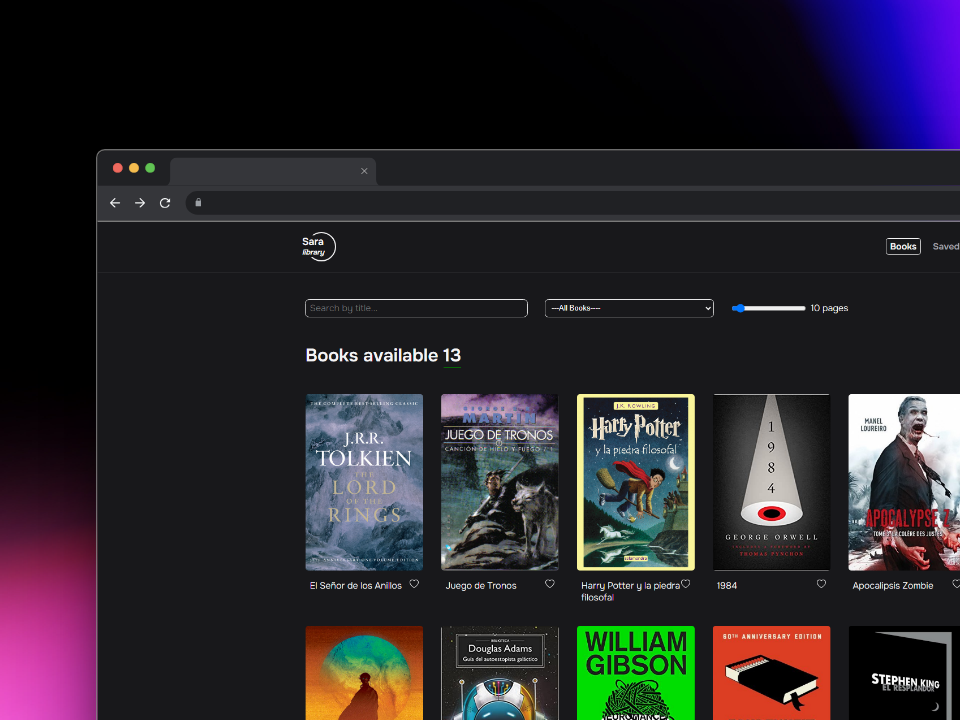 Sara
library
Books
Saved
Search by title...
---All Books----
10 pages
Books available 13
THE COMPLETE BESTSELLING CLASSIC
J.R.R.
TOLKIEN
THE
LORD
OF THE
RINGS
MARTIN
JUEGO DE TRONOS
CANCIÓN DE HIELO Y FUEGO / 1
J.K. ROWLING
Harry Potter
y la piedra filosofal
salamandra
1
9
8
4
GEORGE ORWELL
THOMAS PYNCHON
MANEL
LOUREIRO
APOCALYPSE Z
El Señor de los Anillos
Juego de Tronos
Harry Potter y la piedra
filosofal
1984
Apocalipsis Zombie
Douglas Adams
Guía del autoestopista galáctico
WILLIAM
GIBSON
NEUROMANCER
60TH ANNIVERSARY EDITION
STEPHEN KING
EL RESPLANDOR